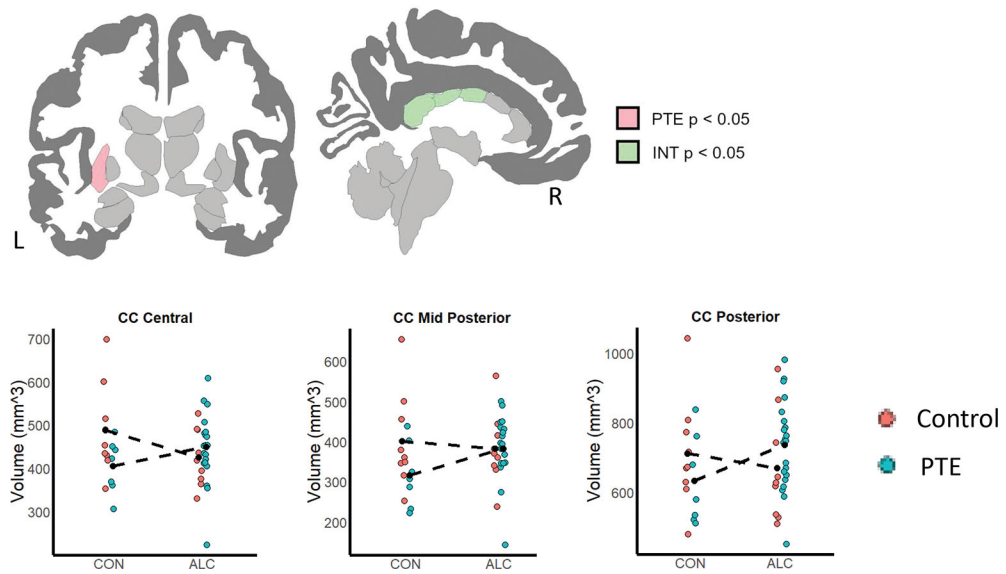 PTE p < 0.05
INT p < 0.05
L
R
CC Central
700
600
500
400
300
Volume (mm^3)
CON
ALC
CC Mid Posterior
600
500
400
300
200
Volume (mm^3)
CON
ALC
CC Posterior
1000
800
600
Volume (mm^3)
CON
ALC
Control
PTE